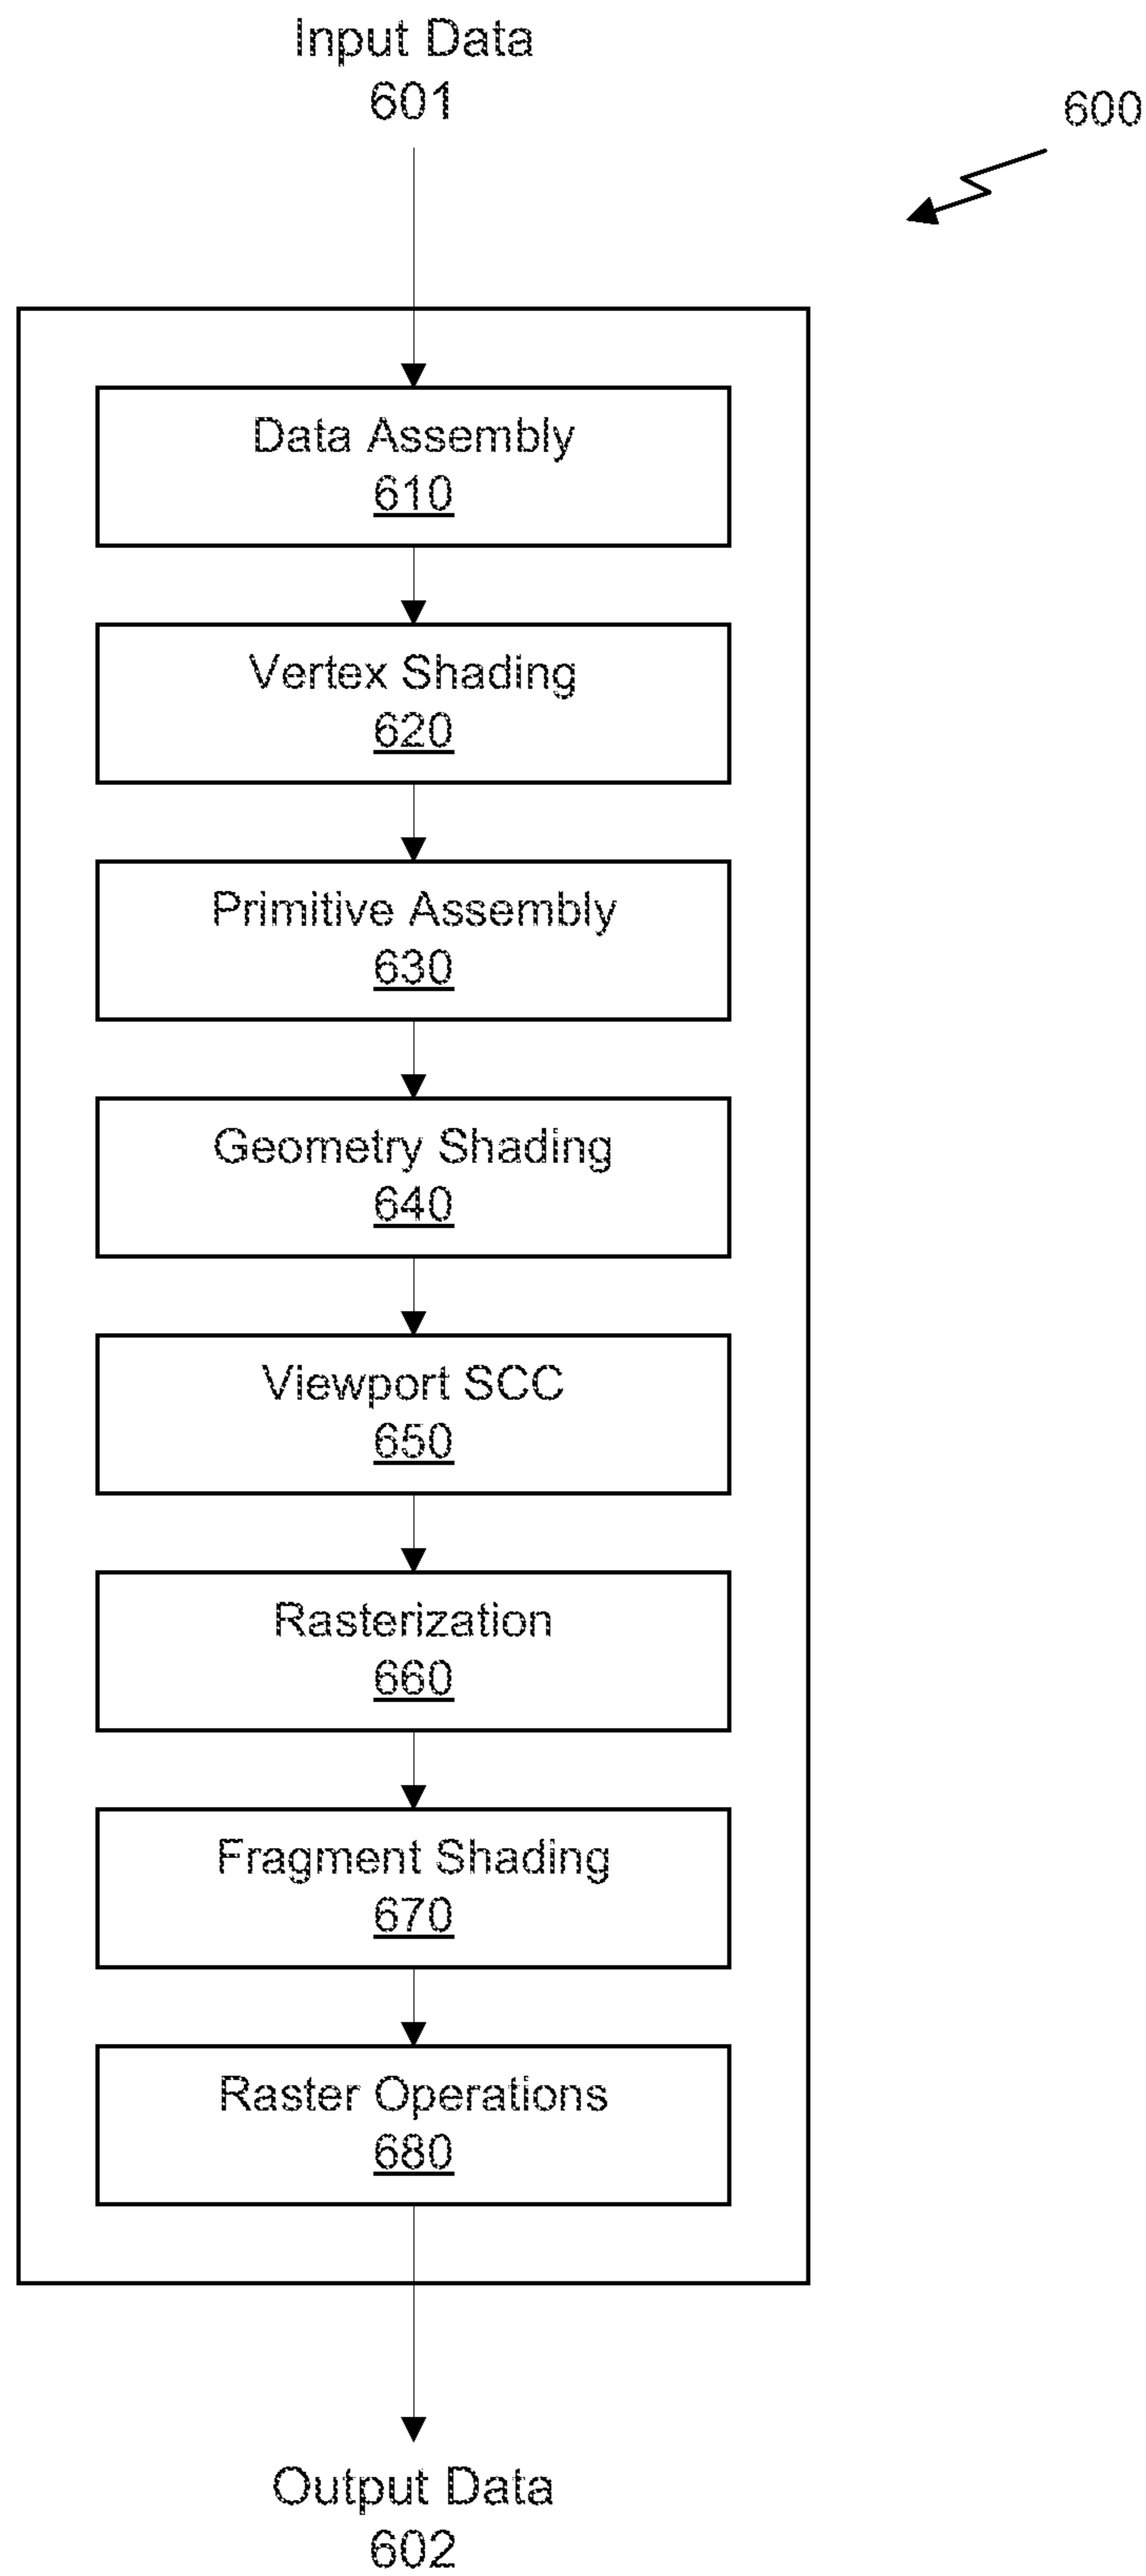 Input Data
601
600
Data Assembly
610
Vertex Shading
620
Primitive Assembly
630
Geometry Shading
640
Viewport SCC
650
Rasterization
660
Fragment Shading
670
Raster Operations
680
Output Data
602